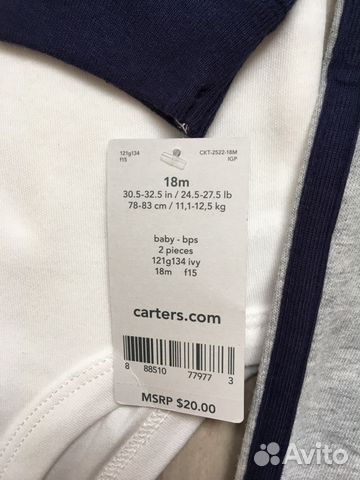 121g134 CKT-2522-18M
f15 IGP
18m
30.5-32.5 in / 24.5-27.5 lb
78-83 cm / 11,1-12,5 kg
baby - bps
2 pieces
121g134 ivy
18m f15
carters.com
8 88510 77977 3
MSRP $20.00
Avito